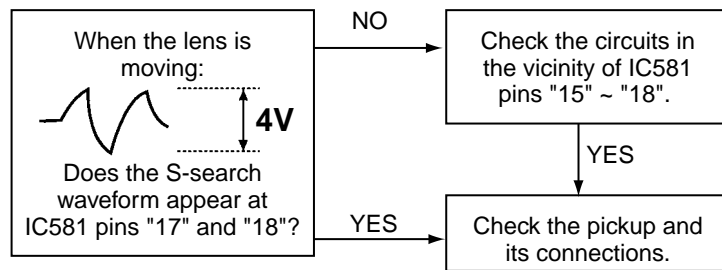 When the lens is
moving:
4V
Does the S-search
waveform appear at
IC581 pins "17" and "18"?
NO
Check the circuits in
the vicinity of IC581
pins "15" ~ "18".
YES
YES
Check the pickup and
its connections.